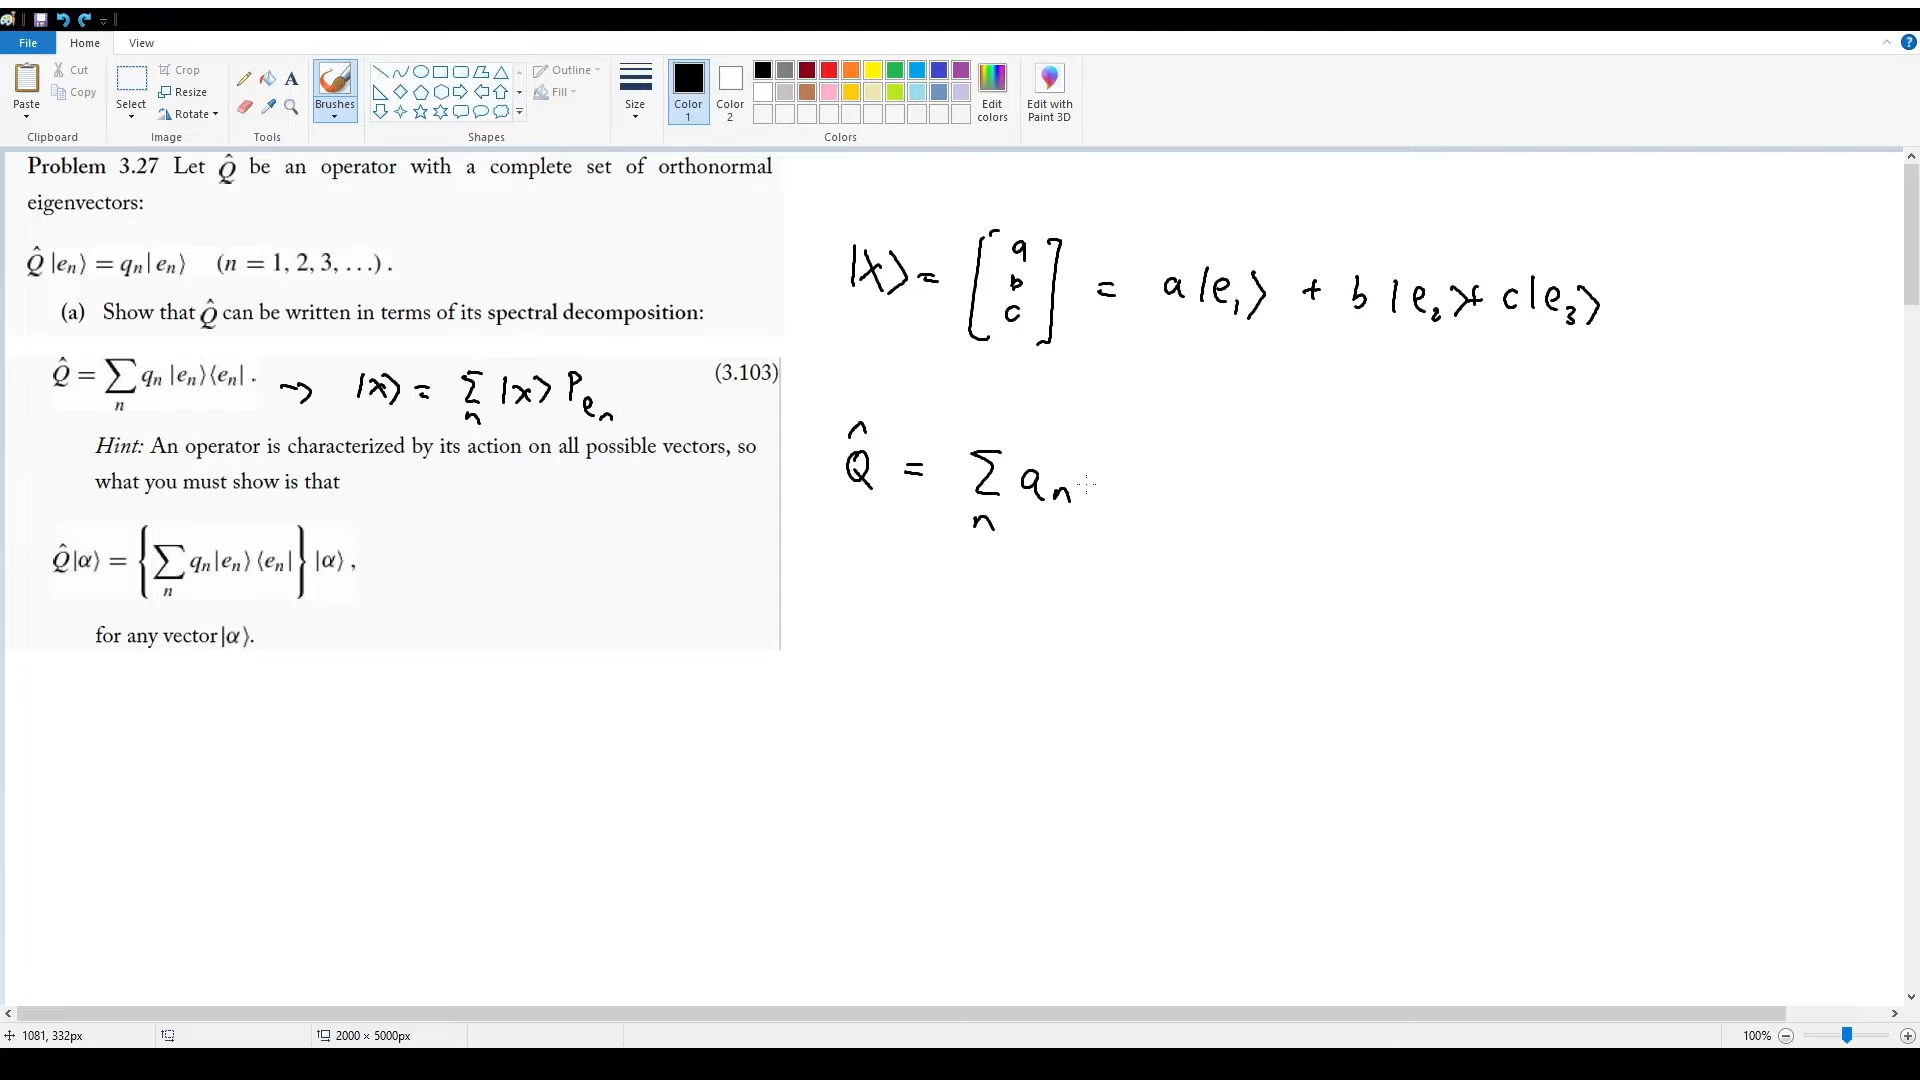 File Home View
Paste Cut Copy Clipboard
Select Crop Resize Rotate Image
A Tools
Brushes
Shapes Outline Fill
Size
Color 1 Color 2 Edit colors Colors
Edit with Paint 3D
Problem 3.27 Let Q̂ be an operator with a complete set of orthonormal
eigenvectors:
Q̂ |eₙ⟩ = qₙ|eₙ⟩ (n = 1, 2, 3, …) .
(a) Show that Q̂ can be written in terms of its spectral decomposition:
Q̂ = ∑ₙ qₙ |eₙ⟩⟨eₙ| . (3.103)
→ |x⟩ = ∑ₙ |x⟩ P_eₙ
Hint: An operator is characterized by its action on all possible vectors, so
what you must show is that
Q̂|α⟩ = {∑ₙ qₙ|eₙ⟩ ⟨eₙ|} |α⟩ ,
for any vector |α⟩.
|x⟩ = [a b c] = a|e₁⟩ + b|e₂⟩ + c|e₃⟩
Q̂ = ∑ₙ qₙ
1081, 332px 2000 × 5000px 100%